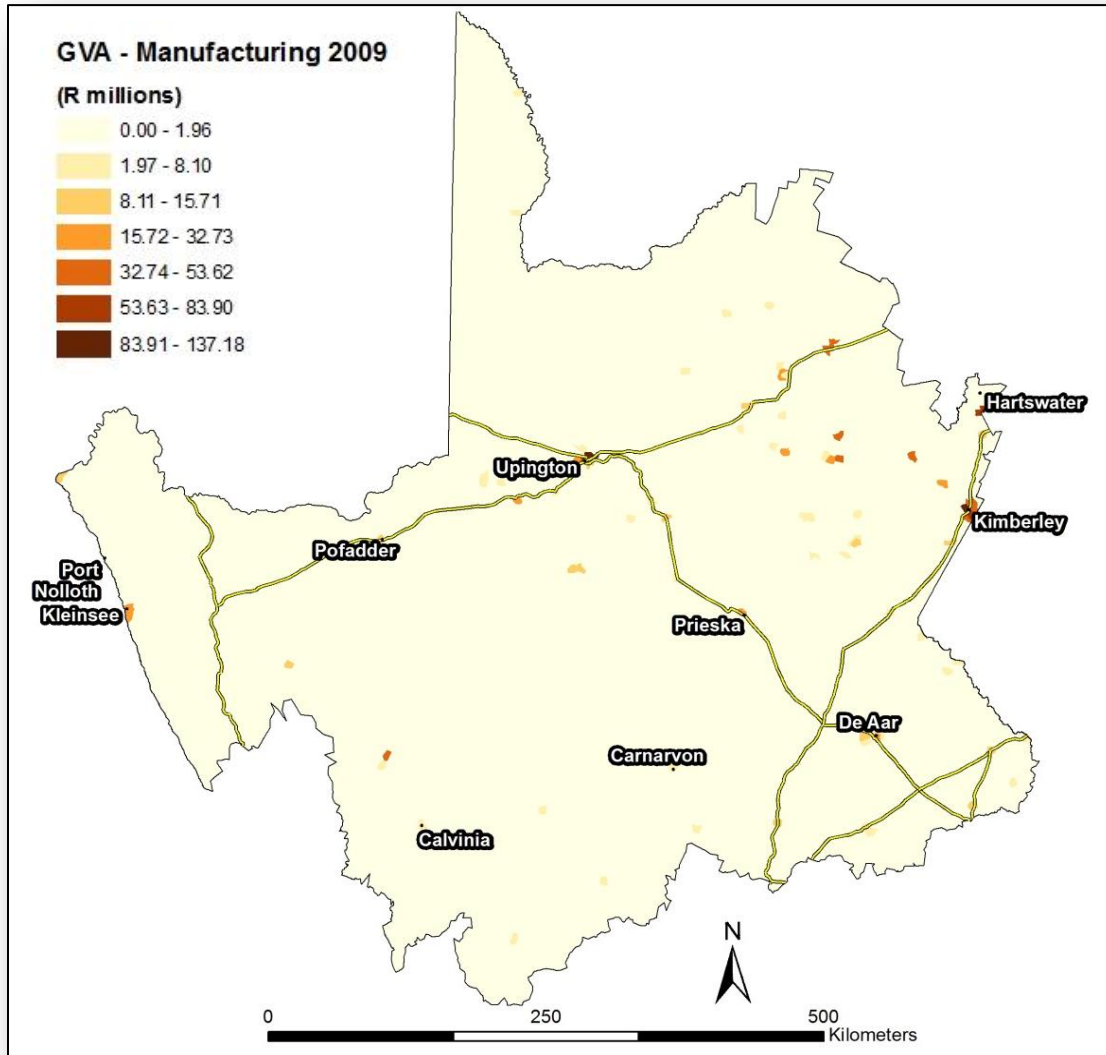 GVA - Manufacturing 2009
(R millions)
0.00 - 1.96
1.97 - 8.10
8.11 - 15.71
15.72 - 32.73
32.74 - 53.62
53.63 - 83.90
83.91 - 137.18
Hartswater
Upington
Kimberley
Pofadder
Port
Nolloth
Kleinsee
Prieska
De Aar
Carnarvon
Calvinia
N
0 250 500
Kilometers